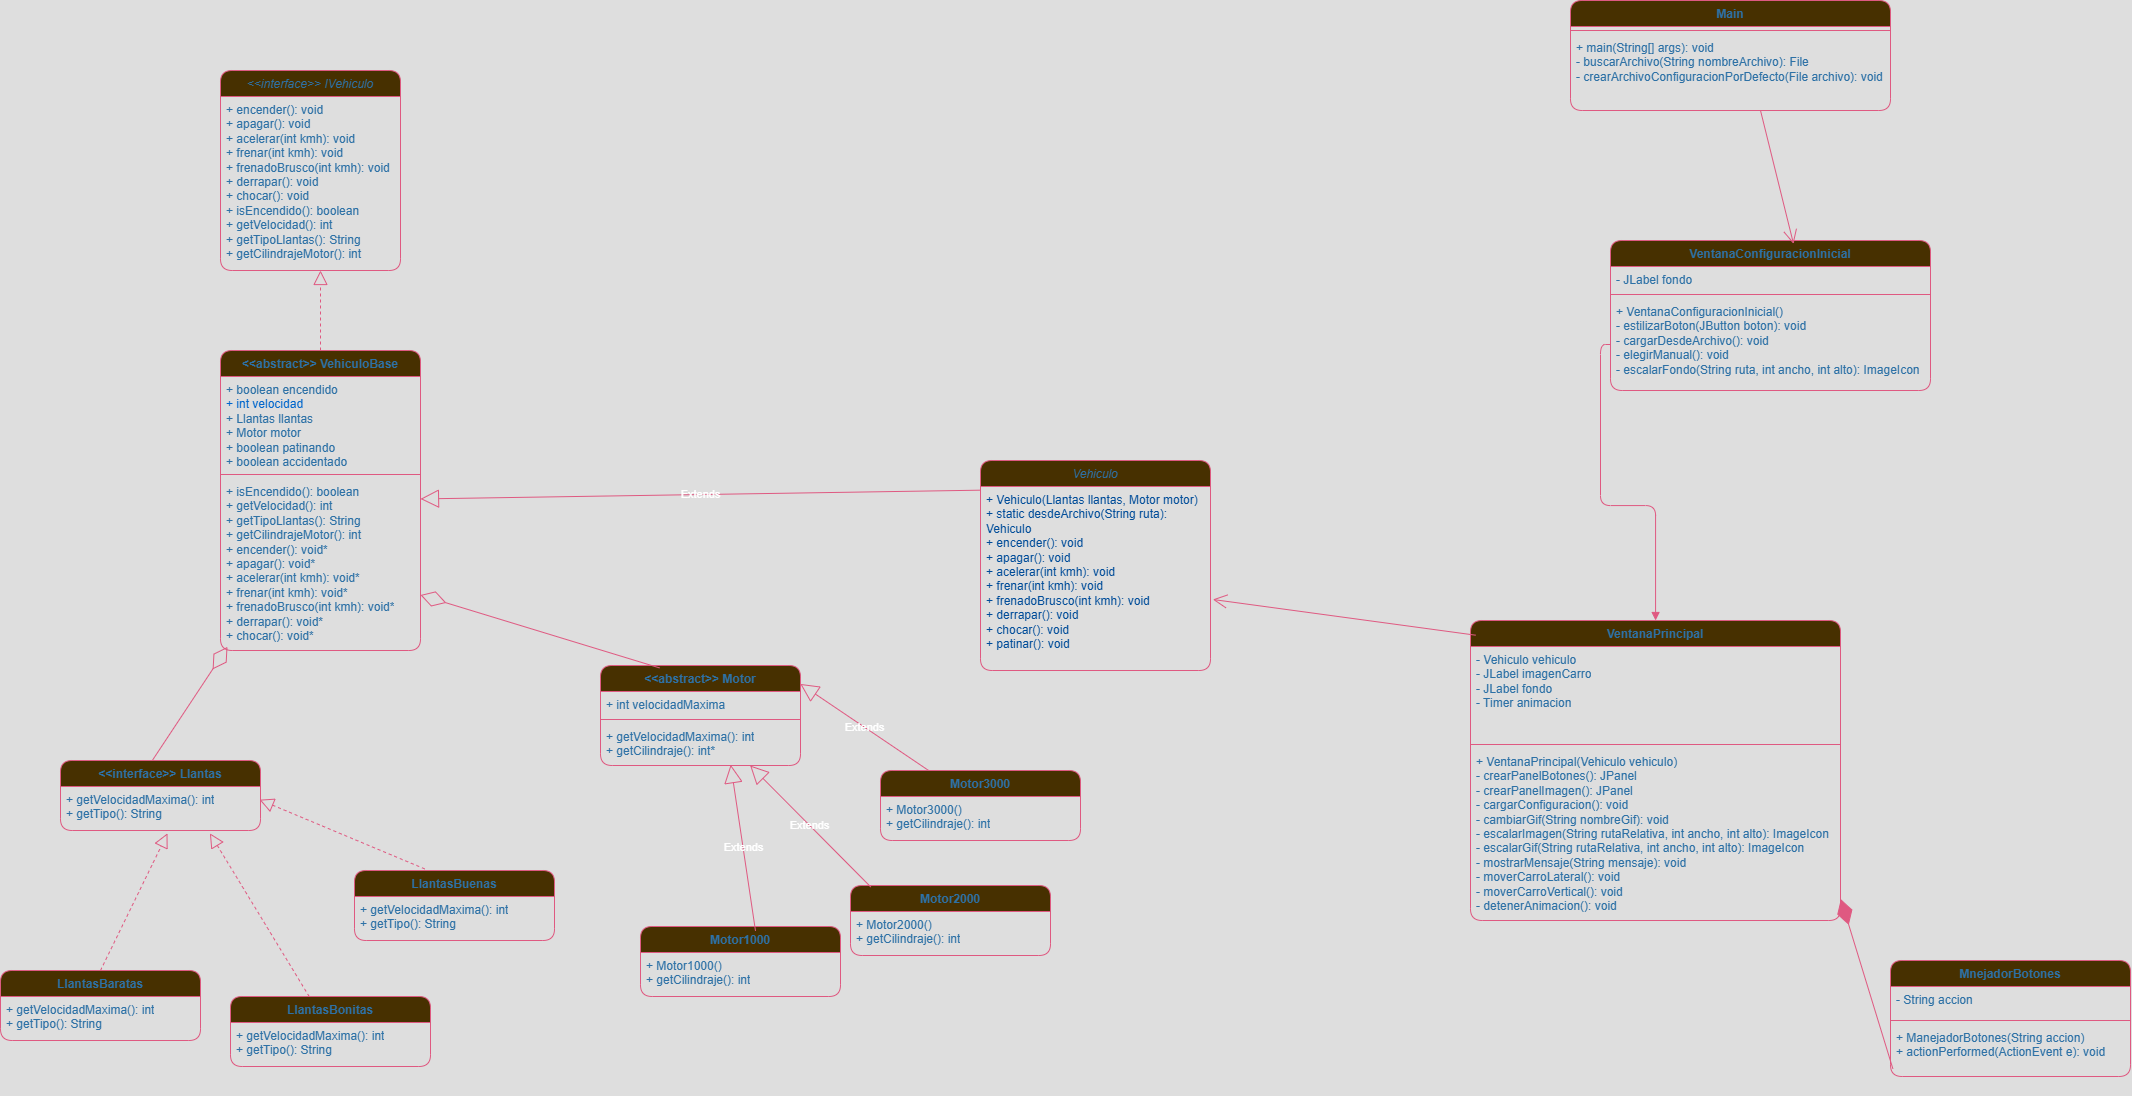 Main
+ main(String[] args): void
- buscarArchivo(String nombreArchivo): File
- crearArchivoConfiguracionPorDefecto(File archivo): void
<<interface>> IVehiculo
+ encender(): void
+ apagar(): void
+ acelerar(int kmh): void
+ frenar(int kmh): void
+ frenadoBrusco(int kmh): void
+ derrapar(): void
+ chocar(): void
+ isEncendido(): boolean
+ getVelocidad(): int
+ getTipoLlantas(): String
+ getCilindrajeMotor(): int
VentanaConfiguracionInicial
- JLabel fondo
+ VentanaConfiguracionInicial()
- estilizarBoton(JButton boton): void
- cargarDesdeArchivo(): void
- elegirManual(): void
- escalarFondo(String ruta, int ancho, int alto): ImageIcon
<<abstract>> VehiculoBase
+ boolean encendido
+ int velocidad
+ Llantas llantas
+ Motor motor
+ boolean patinando
+ boolean accidentado
+ isEncendido(): boolean
+ getVelocidad(): int
+ getTipoLlantas(): String
+ getCilindrajeMotor(): int
+ encender(): void*
+ apagar(): void*
+ acelerar(int kmh): void*
+ frenar(int kmh): void*
+ frenadoBrusco(int kmh): void*
+ derrapar(): void*
+ chocar(): void*
Extends
Vehiculo
+ Vehiculo(Llantas llantas, Motor motor)
+ static desdeArchivo(String ruta):
Vehiculo
+ encender(): void
+ apagar(): void
+ acelerar(int kmh): void
+ frenar(int kmh): void
+ frenadoBrusco(int kmh): void
+ derrapar(): void
+ chocar(): void
+ patinar(): void
VentanaPrincipal
- Vehiculo vehiculo
- JLabel imagenCarro
- JLabel fondo
- Timer animacion
+ VentanaPrincipal(Vehiculo vehiculo)
- crearPanelBotones(): JPanel
- crearPanelImagen(): JPanel
- cargarConfiguracion(): void
- cambiarGif(String nombreGif): void
- escalarImagen(String rutaRelativa, int ancho, int alto): ImageIcon
- escalarGif(String rutaRelativa, int ancho, int alto): ImageIcon
- mostrarMensaje(String mensaje): void
- moverCarroLateral(): void
- moverCarroVertical(): void
- detenerAnimacion(): void
<<abstract>> Motor
+ int velocidadMaxima
+ getVelocidadMaxima(): int
+ getCilindraje(): int*
Extends
Extends
Extends
<<interface>> Llantas
+ getVelocidadMaxima(): int
+ getTipo(): String
Motor3000
+ Motor3000()
+ getCilindraje(): int
LlantasBuenas
+ getVelocidadMaxima(): int
+ getTipo(): String
Motor2000
+ Motor2000()
+ getCilindraje(): int
Motor1000
+ Motor1000()
+ getCilindraje(): int
LlantasBaratas
+ getVelocidadMaxima(): int
+ getTipo(): String
LlantasBonitas
+ getVelocidadMaxima(): int
+ getTipo(): String
MnejadorBotones
- String accion
+ ManejadorBotones(String accion)
+ actionPerformed(ActionEvent e): void